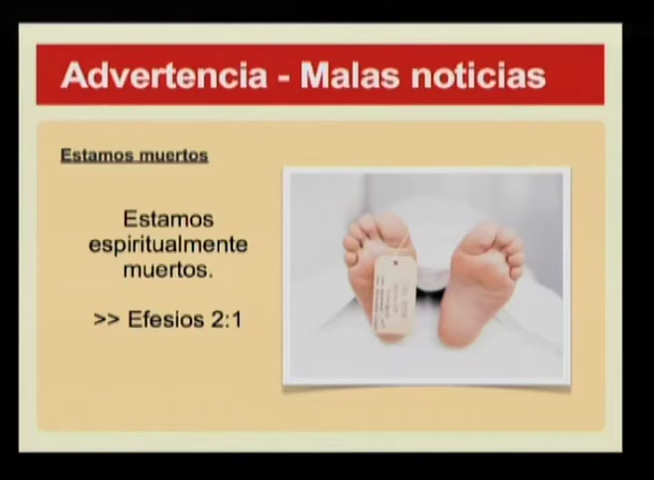 Advertencia - Malas noticias
Estamos muertos
Estamos
espiritualmente
muertos.
>> Efesios 2:1